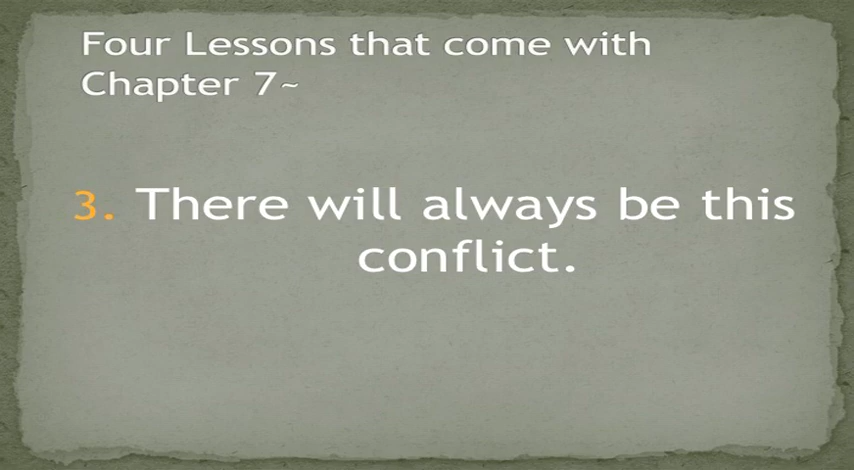 Four Lessons that come with
Chapter 7~
3. There will always be this
conflict.